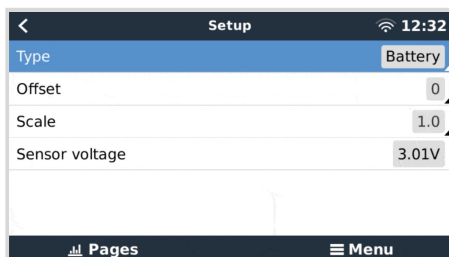 Setup 12:32
Type Battery
Offset 0
Scale 1.0
Sensor voltage 3.01V
Pages Menu